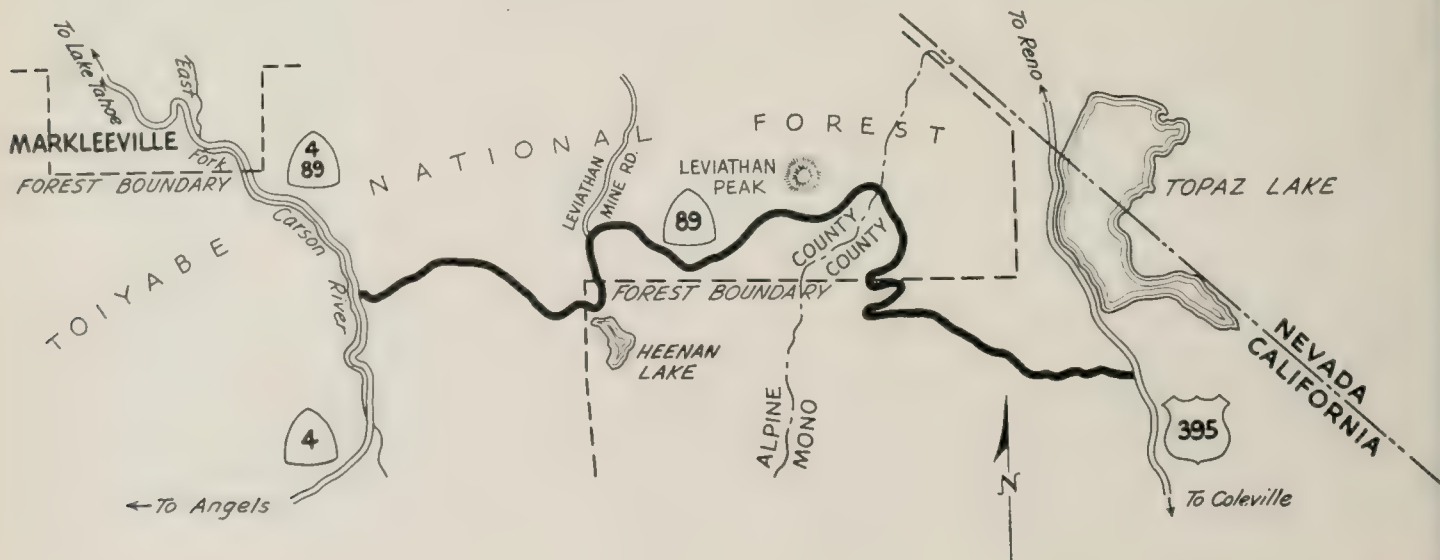 To Lake Tahoe
East
Fork
Carson
River
MARKLEEVILLE
FOREST BOUNDARY
4
89
TOIYABE
NATIONAL
FOREST
LEVIATHAN
MINE RD.
LEVIATHAN
PEAK
89
COUNTY
COUNTY
FOREST BOUNDARY
HEENAN
LAKE
ALPINE
MONO
To Reno
TOPAZ LAKE
NEVADA
CALIFORNIA
395
To Coleville
4
←To Angels
N